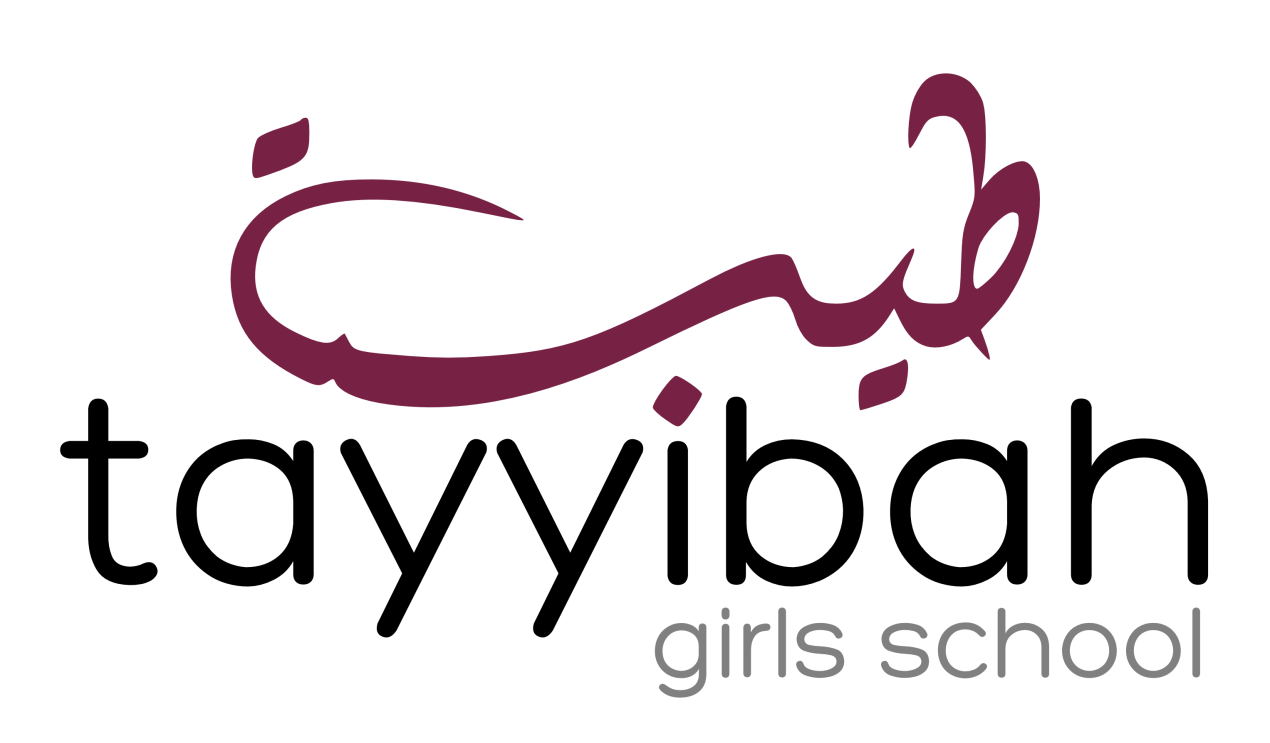 طيبة
tayyibah
girls school